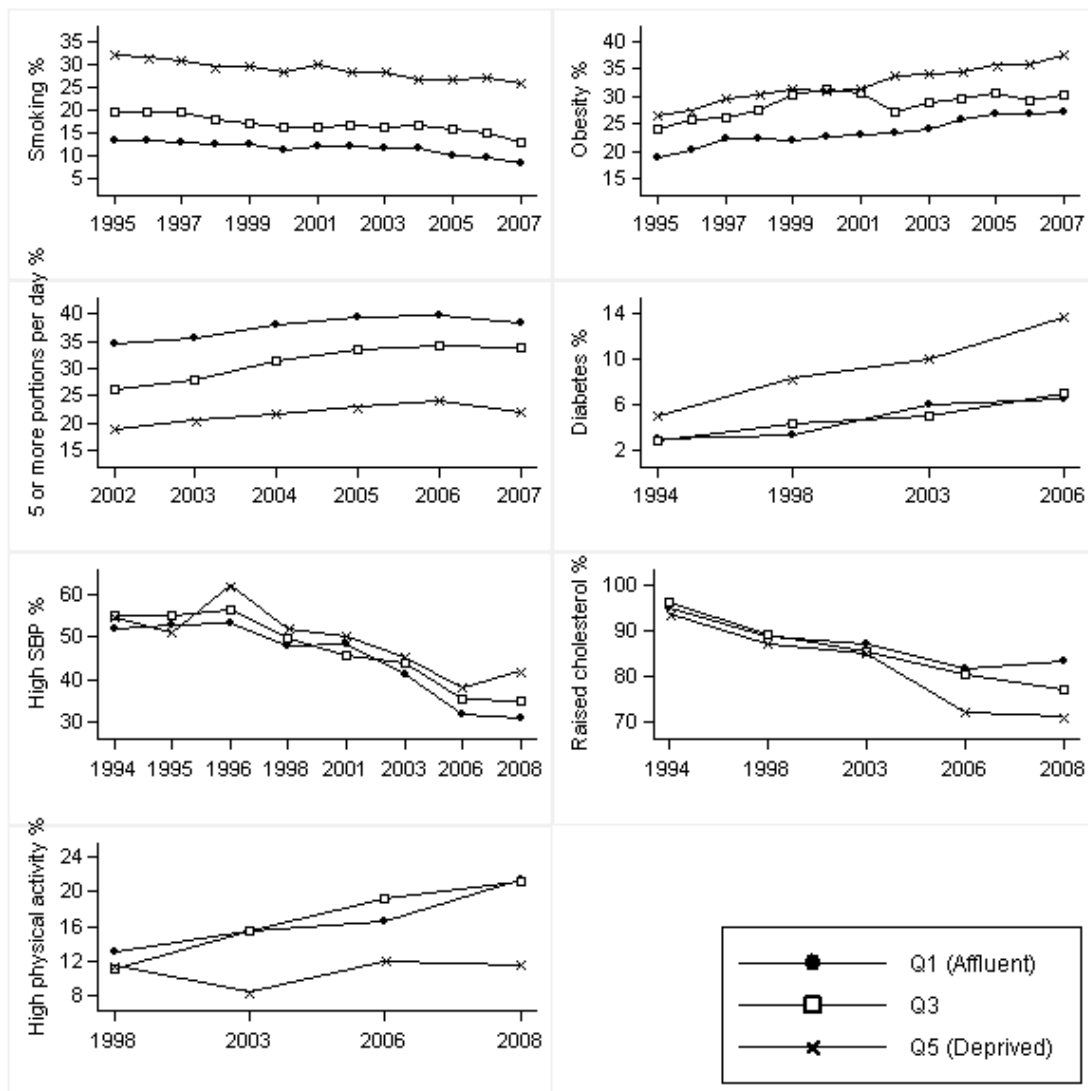 Smoking %
35
30
25
20
15
10
5
1995 1997 1999 2001 2003 2005 2007
Obesity %
40
35
30
25
20
15
1995 1997 1999 2001 2003 2005 2007
5 or more portions per day %
40
35
30
25
20
15
2002 2003 2004 2005 2006 2007
Diabetes %
14
10
6
2
1994 1998 2003 2006
High SBP %
60
50
40
30
1994 1995 1996 1998 2001 2003 2006 2008
Raised cholesterol %
100
90
80
70
1994 1998 2003 2006 2008
High physical activity %
24
20
16
12
8
1998 2003 2006 2008
Q1 (Affluent)
Q3
Q5 (Deprived)